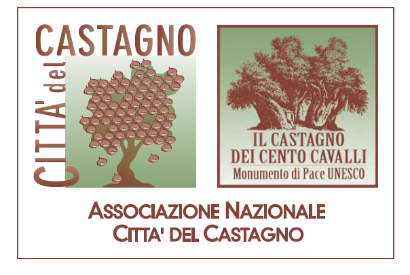 CITTA' del
CASTAGNO
IL CASTAGNO
DEI CENTO CAVALLI
Monumento di Pace UNESCO
ASSOCIAZIONE NAZIONALE
CITTA' DEL CASTAGNO